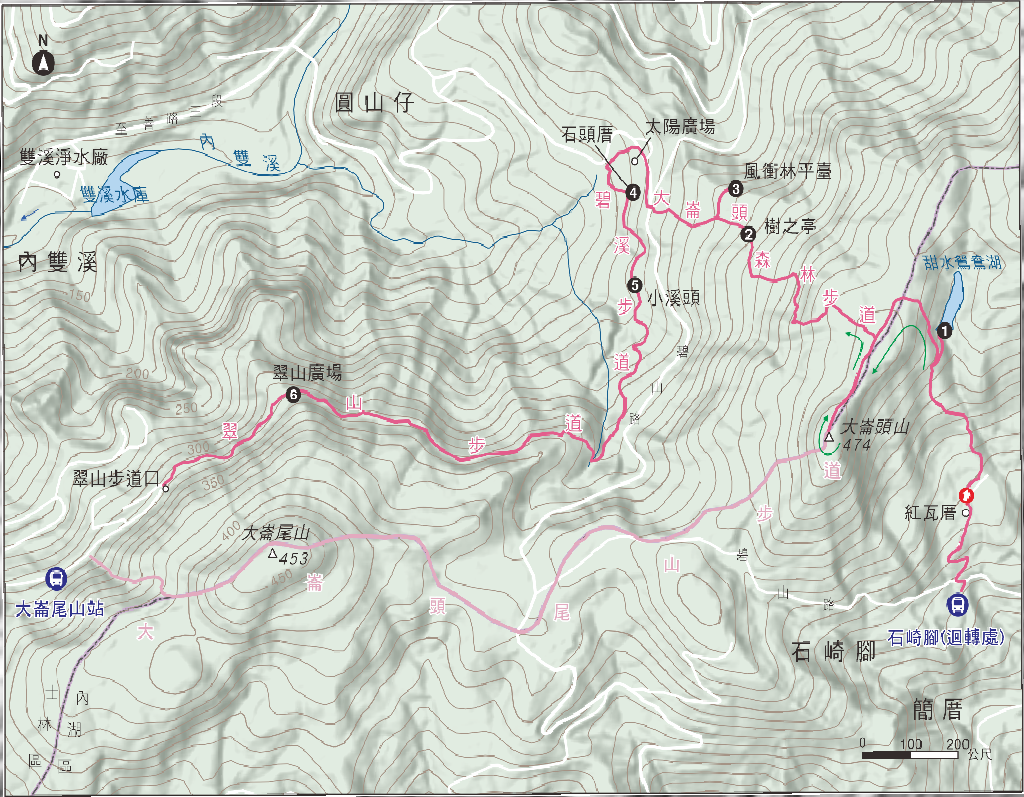 N
至善路三段
圓山仔
內雙溪
雙溪淨水廠
雙溪水庫
石頭厝
太陽廣場
4
3
風衝林平臺
2
樹之亭
大崙頭森林步道
甜水鴛鴦湖
1
內雙溪
150
碧溪步道
5
小溪頭
碧山路
200
250
300
350
400
450
翠山廣場
6
翠山步道
翠山步道口
大崙頭山
474
紅瓦厝
大崙尾山
453
大崙頭尾山步道
碧山路
大崙尾山站
石崎腳(迴轉處)
石崎腳
簡厝
士林區
內湖區
0 100 200 公尺